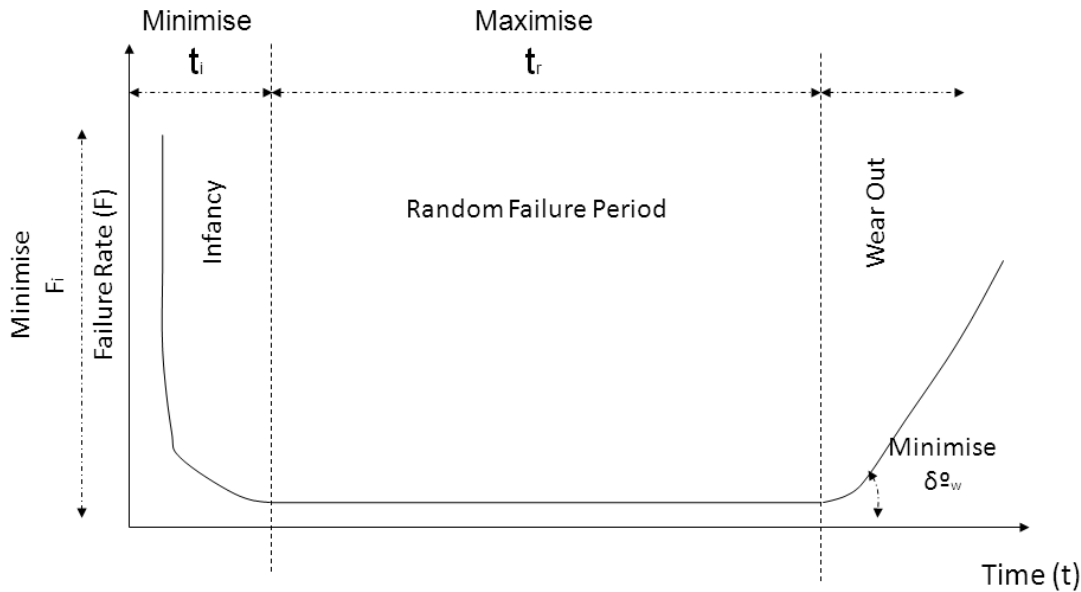 Minimise
tᵢ
Maximise
tᵣ
Minimise
Fᵢ
Failure Rate (F)
Infancy
Random Failure Period
Wear Out
Minimise
δº𝓌
Time (t)